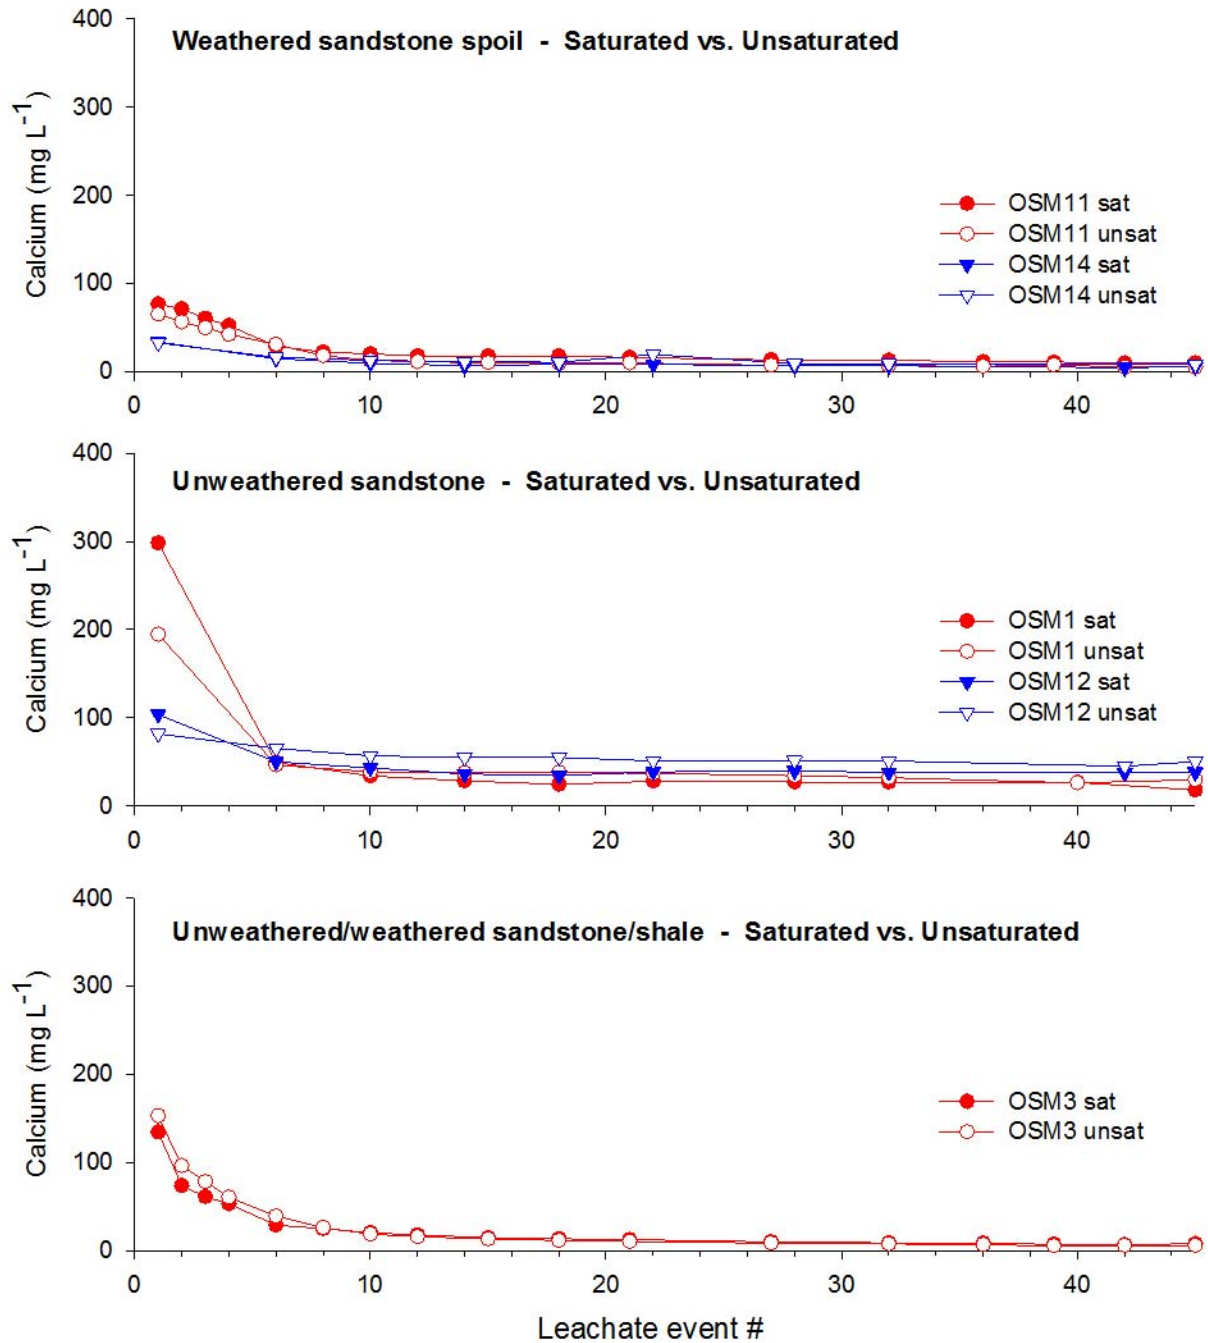 Weathered sandstone spoil - Saturated vs. Unsaturated
Calcium (mg L-1)
400
300
200
100
0
OSM11 sat
OSM11 unsat
OSM14 sat
OSM14 unsat
0 10 20 30 40
Unweathered sandstone - Saturated vs. Unsaturated
Calcium (mg L-1)
400
300
200
100
0
OSM1 sat
OSM1 unsat
OSM12 sat
OSM12 unsat
0 10 20 30 40
Unweathered/weathered sandstone/shale - Saturated vs. Unsaturated
Calcium (mg L-1)
400
300
200
100
0
OSM3 sat
OSM3 unsat
0 10 20 30 40
Leachate event #